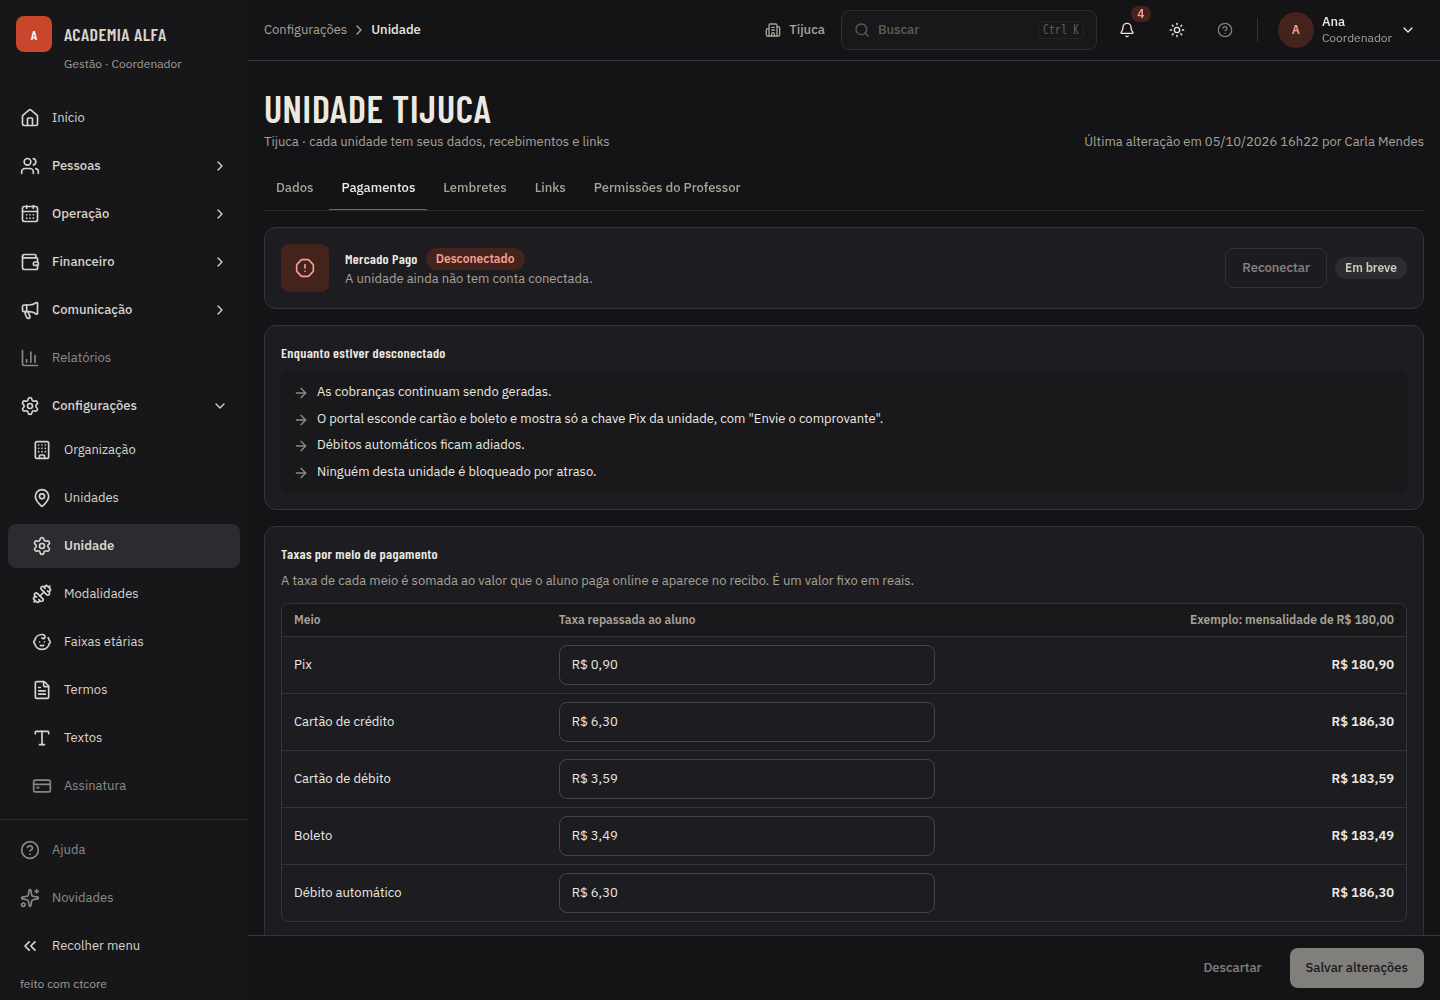 A
ACADEMIA ALFA
Gestão · Coordenador
Início
Pessoas
Operação
Financeiro
Comunicação
Relatórios
Configurações
Organização
Unidades
Unidade
Modalidades
Faixas etárias
Termos
Textos
Assinatura
Ajuda
Novidades
Recolher menu
feito com ctcore
Configurações > Unidade
Tijuca
Buscar
Ctrl K
4
A
Ana
Coordenador
UNIDADE TIJUCA
Tijuca · cada unidade tem seus dados, recebimentos e links
Última alteração em 05/10/2026 16h22 por Carla Mendes
Dados Pagamentos Lembretes Links Permissões do Professor
Mercado Pago Desconectado
A unidade ainda não tem conta conectada.
Reconectar Em breve
Enquanto estiver desconectado
As cobranças continuam sendo geradas.
O portal esconde cartão e boleto e mostra só a chave Pix da unidade, com "Envie o comprovante".
Débitos automáticos ficam adiados.
Ninguém desta unidade é bloqueado por atraso.
Taxas por meio de pagamento
A taxa de cada meio é somada ao valor que o aluno paga online e aparece no recibo. É um valor fixo em reais.
Meio Taxa repassada ao aluno Exemplo: mensalidade de R$ 180,00
Pix R$ 0,90 R$ 180,90
Cartão de crédito R$ 6,30 R$ 186,30
Cartão de débito R$ 3,59 R$ 183,59
Boleto R$ 3,49 R$ 183,49
Débito automático R$ 6,30 R$ 186,30
Descartar Salvar alterações